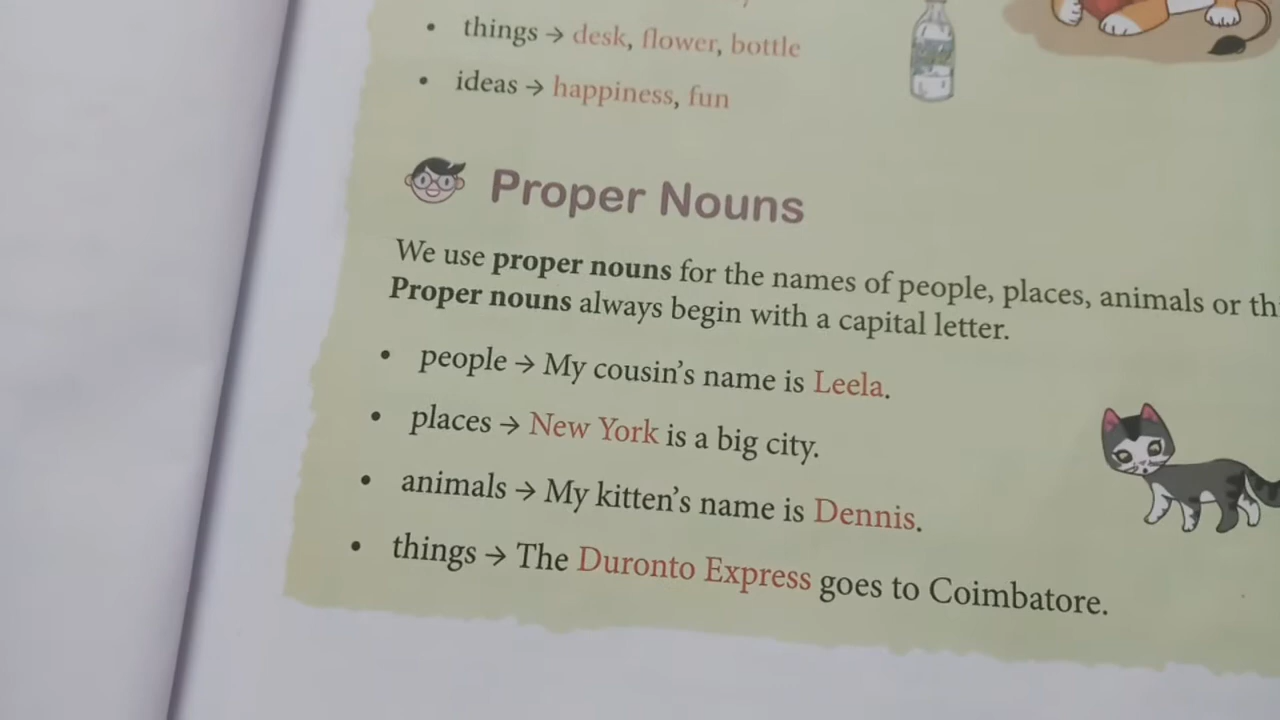 • things → desk, flower, bottle
• ideas → happiness, fun
Proper Nouns
We use proper nouns for the names of people, places, animals or
Proper nouns always begin with a capital letter.
• people → My cousin's name is Leela.
• places → New York is a big city.
• animals → My kitten's name is Dennis.
• things → The Duronto Express goes to Coimbatore.